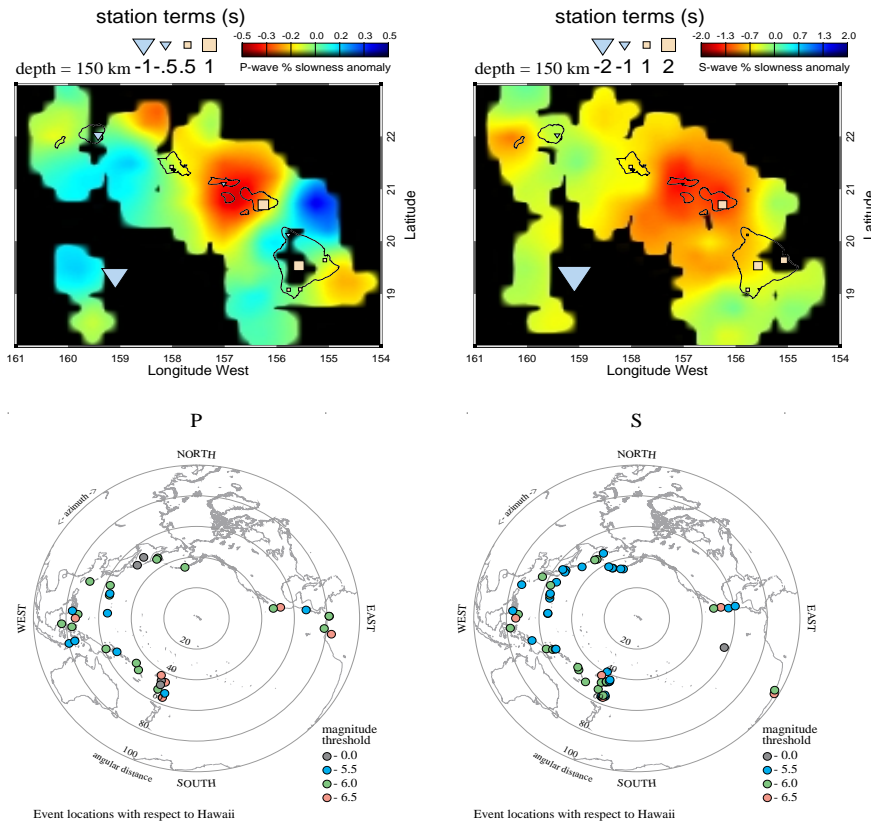 station terms (s)
-0.5 -0.3 -0.2 0.0 0.2 0.3 0.5
P-wave % slowness anomaly
depth = 150 km -1 -.5 .5 1
22
21
20
19
Latitude
161 160 159 158 157 156 155 154
Longitude West
station terms (s)
-2.0 -1.3 -0.7 0.0 0.7 1.3 2.0
S-wave % slowness anomaly
depth = 150 km -2 -1 1 2
22
21
20
19
Latitude
161 160 159 158 157 156 155 154
Longitude West
P
NORTH
<- azimuth ->
WEST
EAST
20
40
60
80
100
angular distance
SOUTH
magnitude
threshold
- 0.0
- 5.5
- 6.0
- 6.5
Event locations with respect to Hawaii
S
NORTH
<- azimuth ->
WEST
EAST
20
40
60
80
100
angular distance
SOUTH
magnitude
threshold
- 0.0
- 5.5
- 6.0
- 6.5
Event locations with respect to Hawaii